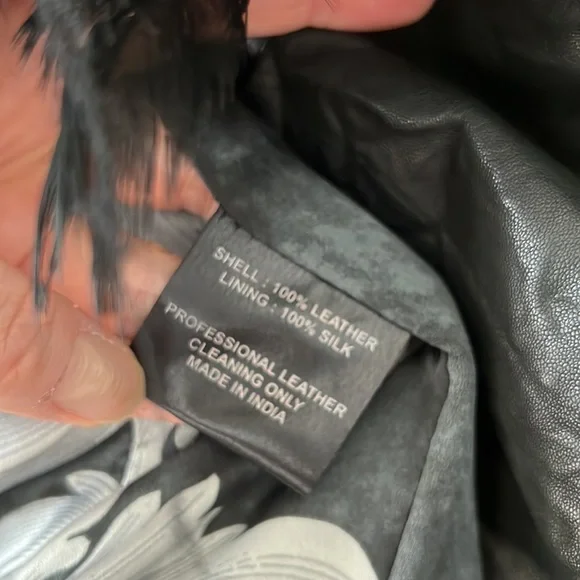 SHELL : 100% LEATHER
LINING : 100% SILK
PROFESSIONAL LEATHER
CLEANING ONLY
MADE IN INDIA